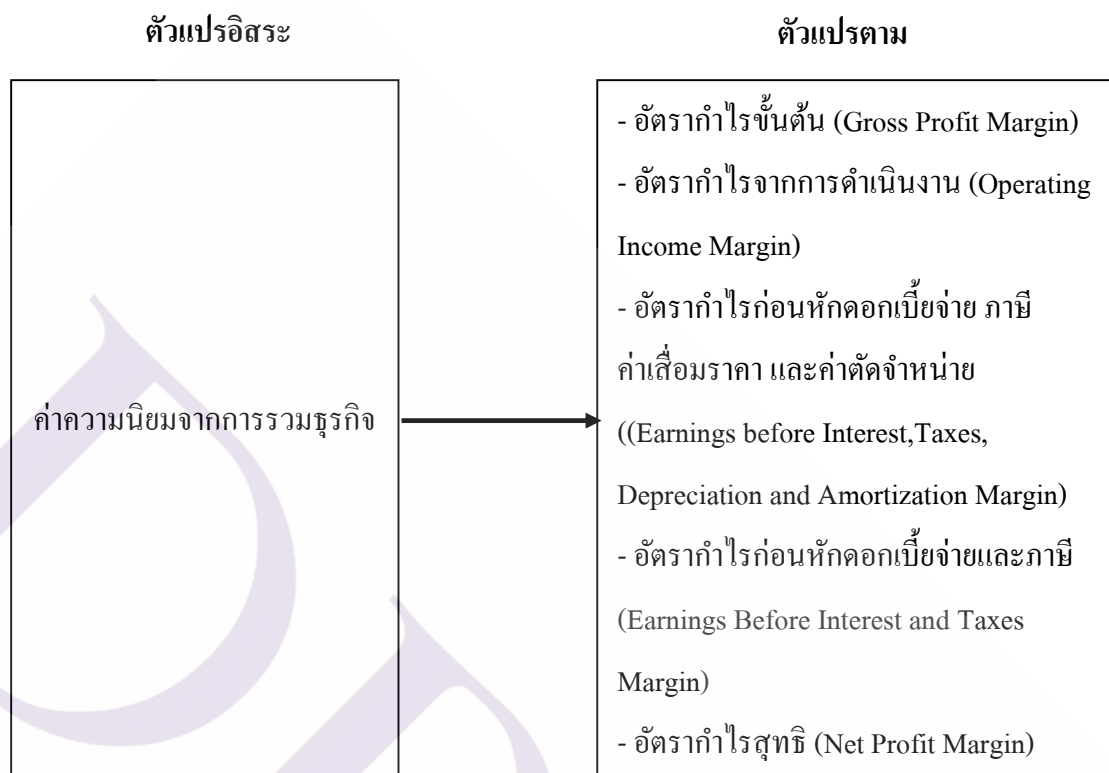 ตัวแปรอิสระ
ตัวแปรตาม
ค่าความนิยมจากการรวมธุรกิจ
- อัตรากำไรขั้นต้น (Gross Profit Margin)
- อัตรากำไรจากการดำเนินงาน (Operating
Income Margin)
- อัตรากำไรก่อนหักดอกเบี้ยจ่าย ภาษี
ค่าเสื่อมราคา และค่าตัดจำหน่าย
((Earnings before Interest,Taxes,
Depreciation and Amortization Margin)
- อัตรากำไรก่อนหักดอกเบี้ยจ่ายและภาษี
(Earnings Before Interest and Taxes
Margin)
- อัตรากำไรสุทธิ (Net Profit Margin)